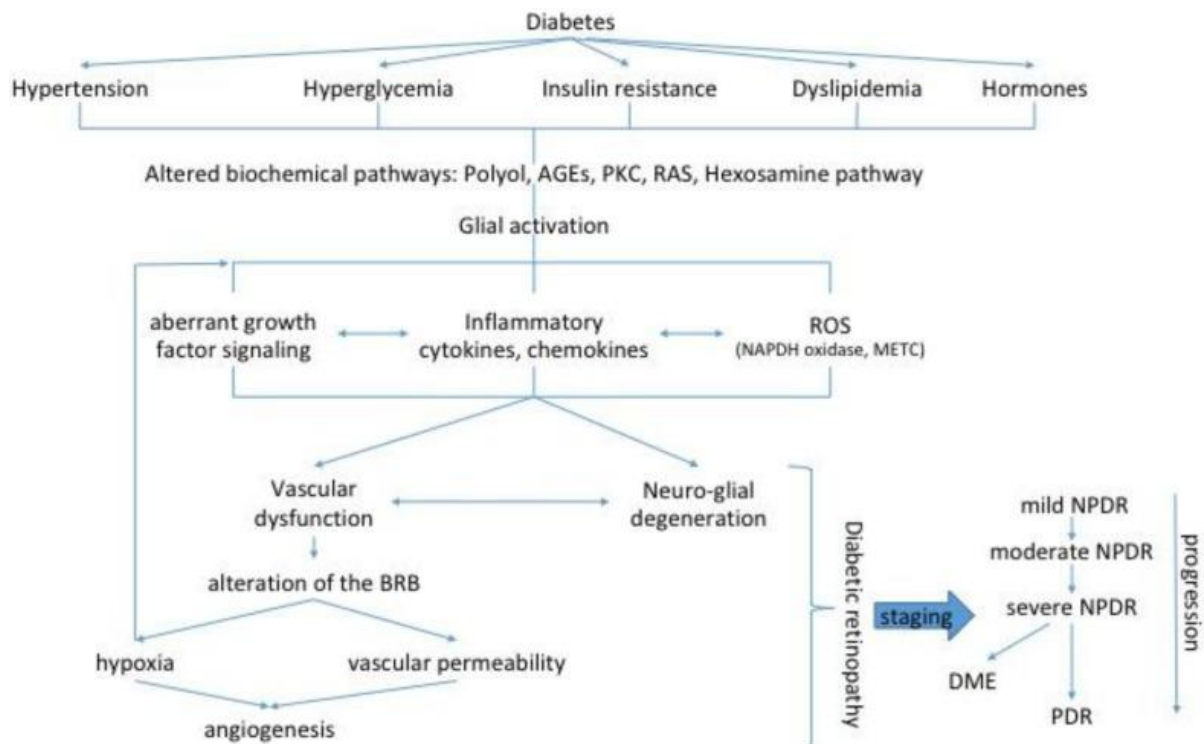 Diabetes
Hypertension
Hyperglycemia
Insulin resistance
Dyslipidemia
Hormones
Altered biochemical pathways: Polyol, AGEs, PKC, RAS, Hexosamine pathway
Glial activation
aberrant growth
factor signaling
Inflammatory
cytokines, chemokines
ROS
(NAPDH oxidase, METC)
Vascular
dysfunction
Neuro-glial
degeneration
alteration of the BRB
hypoxia
vascular permeability
angiogenesis
Diabetic retinopathy
staging
mild NPDR
moderate NPDR
severe NPDR
DME
PDR
progression